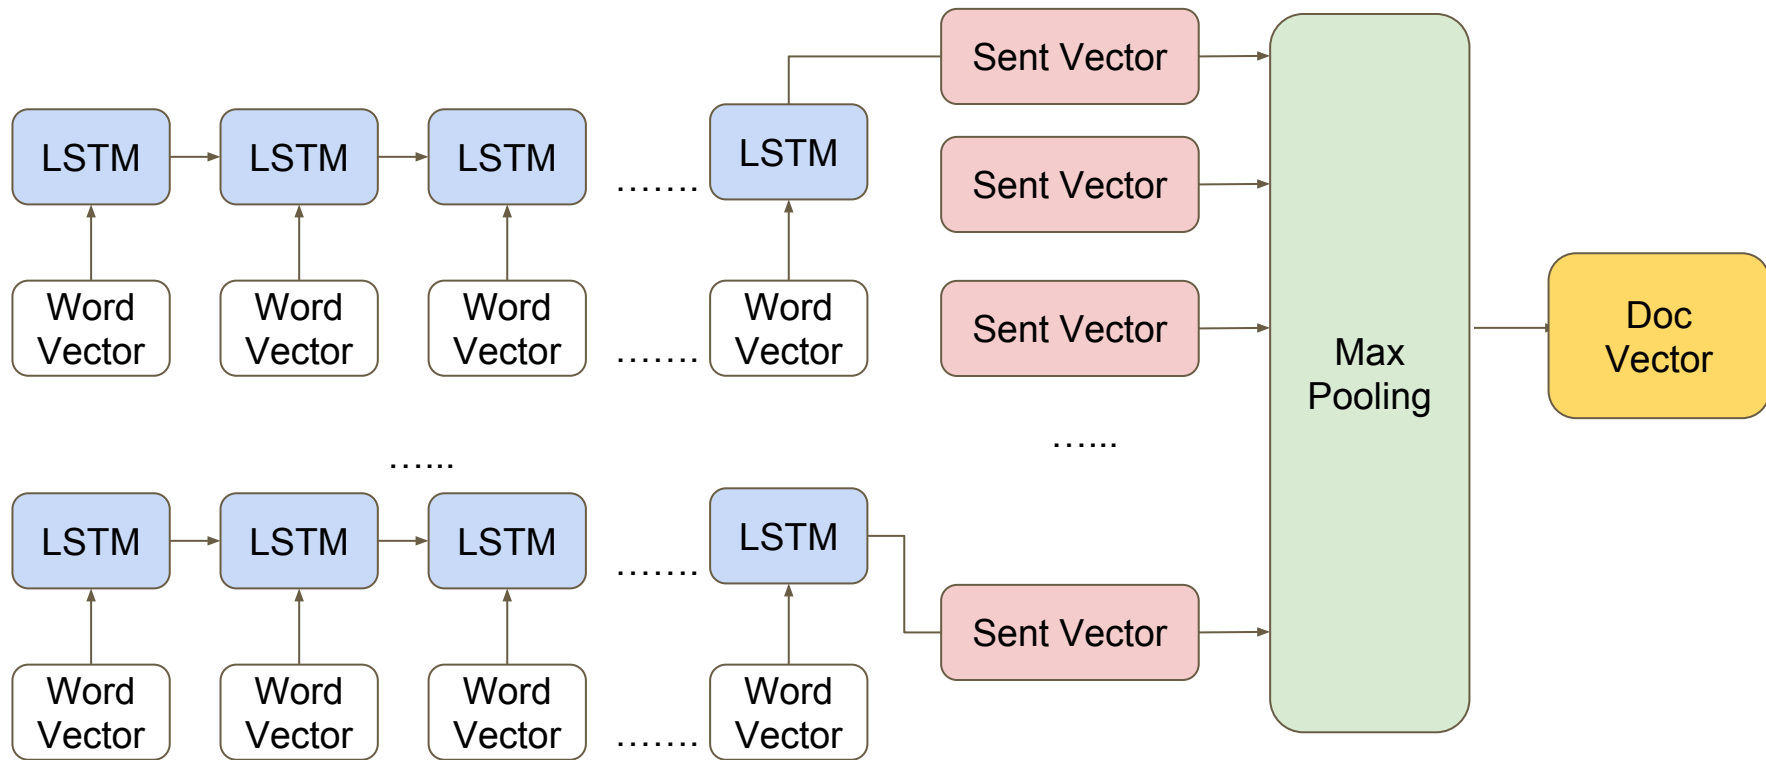 Sent Vector
LSTM
LSTM
LSTM
.......
LSTM
Sent Vector
Word
Vector
Word
Vector
Word
Vector
.......
Word
Vector
Sent Vector
Max
Pooling
Doc
Vector
......
......
LSTM
LSTM
LSTM
.......
LSTM
Sent Vector
Word
Vector
Word
Vector
Word
Vector
.......
Word
Vector